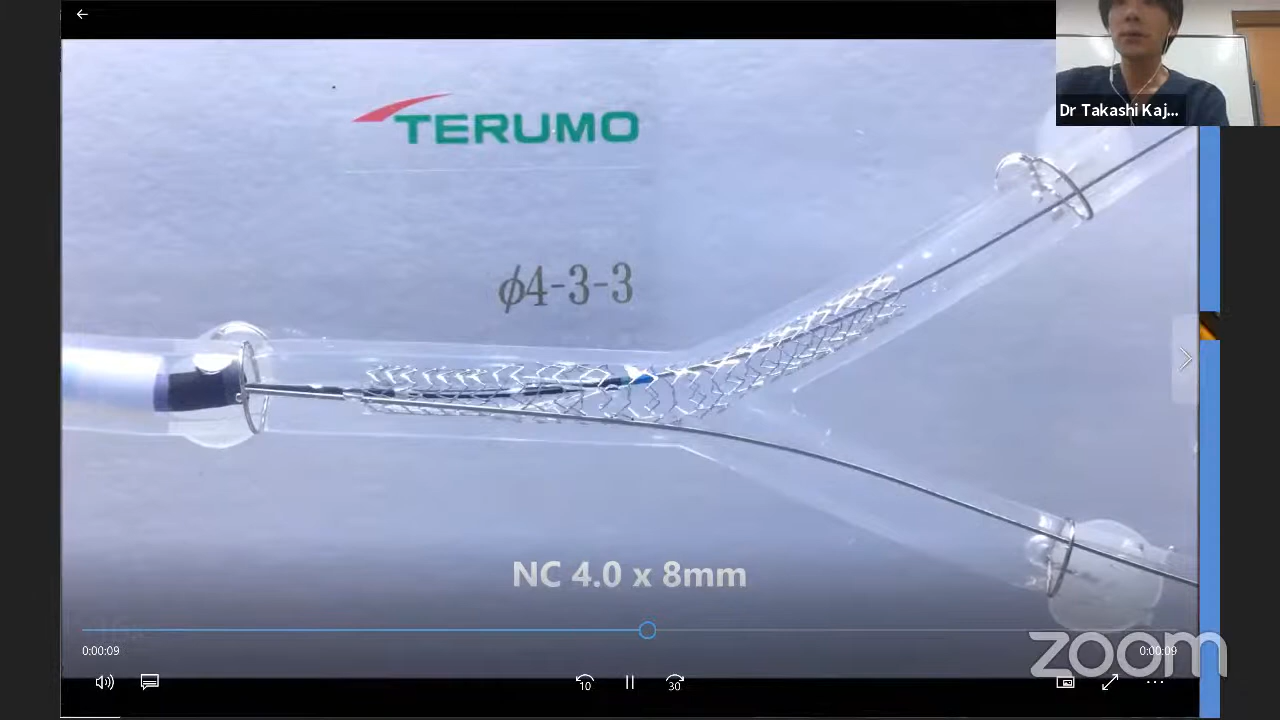 Dr Takashi Kaj...
TERUMO
ϕ4-3-3
NC 4.0 x 8mm
0:00:09
0:00:09
10
30
zoom